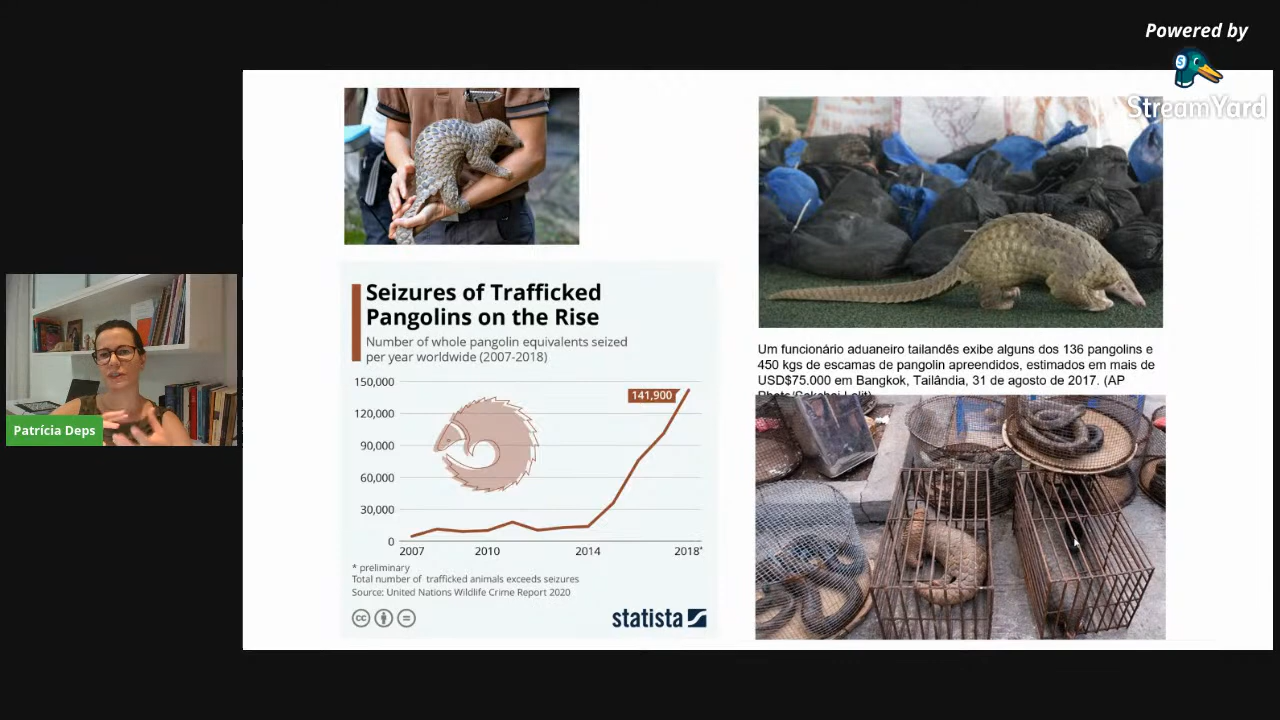 Powered by
StreamYard
Patrícia Deps
Seizures of Trafficked
Pangolins on the Rise
Number of whole pangolin equivalents seized
per year worldwide (2007-2018)
150,000
141,900
120,000
90,000
60,000
30,000
0
2007 2010 2014 2018*
* preliminary
Total number of trafficked animals exceeds seizures
Source: United Nations Wildlife Crime Report 2020
cc
=
statista
Um funcionário aduaneiro tailandês exibe alguns dos 136 pangolins e
450 kgs de escamas de pangolin apreendidos, estimados em mais de
USD$75.000 em Bangkok, Tailândia, 31 de agosto de 2017. (AP